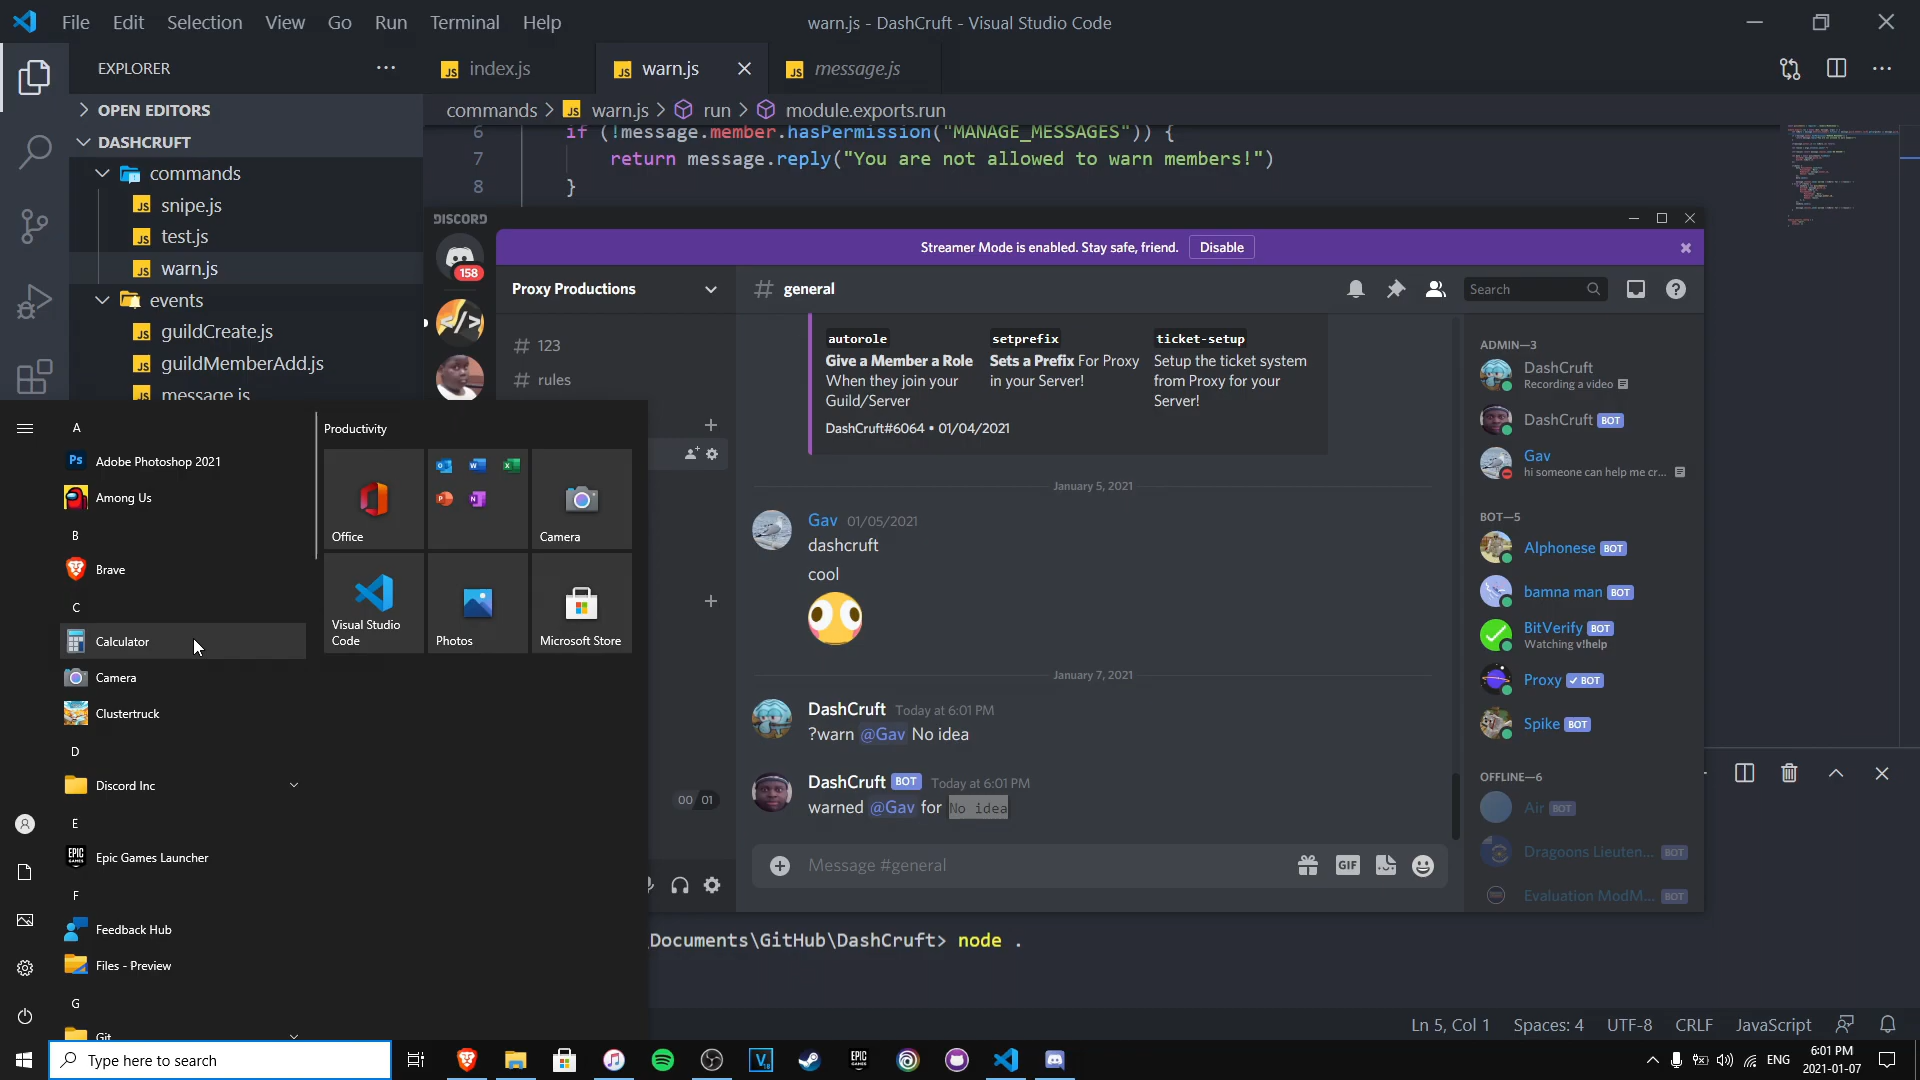 File Edit Selection View Go Run Terminal Help
warn.js - DashCruft - Visual Studio Code
EXPLORER
index.js
warn.js
message.js
OPEN EDITORS
DASHCRUFT
commands
snipe.js
test.js
warn.js
events
guildCreate.js
guildMemberAdd.js
message.js
commands > warn.js > run > module.exports.run
6 if (!message.member.hasPermission("MANAGE_MESSAGES")) {
7 return message.reply("You are not allowed to warn members!")
8 }
DISCORD
Streamer Mode is enabled. Stay safe, friend. Disable
158
Proxy Productions
# general
Search
# 123
# rules
00 01
autorole
Give a Member a Role
When they join your
Guild/Server
setprefix
Sets a Prefix For Proxy
in your Server!
ticket-setup
Setup the ticket system
from Proxy for your
Server!
DashCruft#6064 • 01/04/2021
January 5, 2021
Gav 01/05/2021
dashcruft
cool
January 7, 2021
DashCruft Today at 6:01 PM
?warn @Gav No idea
DashCruft BOT Today at 6:01 PM
warned @Gav for No idea
Message #general
GIF
ADMIN—3
DashCruft
Recording a video
DashCruft BOT
Gav
hi someone can help me cr...
BOT—5
Alphonese BOT
bamna man BOT
BitVerify BOT
Watching v!help
Proxy BOT
Spike BOT
OFFLINE—6
Air BOT
Dragoons Lieuten... BOT
Evaluation ModM... BOT
A
Ps Adobe Photoshop 2021
Among Us
B
Brave
C
Calculator
Camera
Clustertruck
D
Discord Inc
E
Epic Games Launcher
F
Feedback Hub
Files - Preview
G
Git
Productivity
Office
Camera
Visual Studio
Code
Photos
Microsoft Store
\Documents\GitHub\DashCruft> node .
Ln 5, Col 1 Spaces: 4 UTF-8 CRLF JavaScript
Type here to search
ENG
6:01 PM
2021-01-07